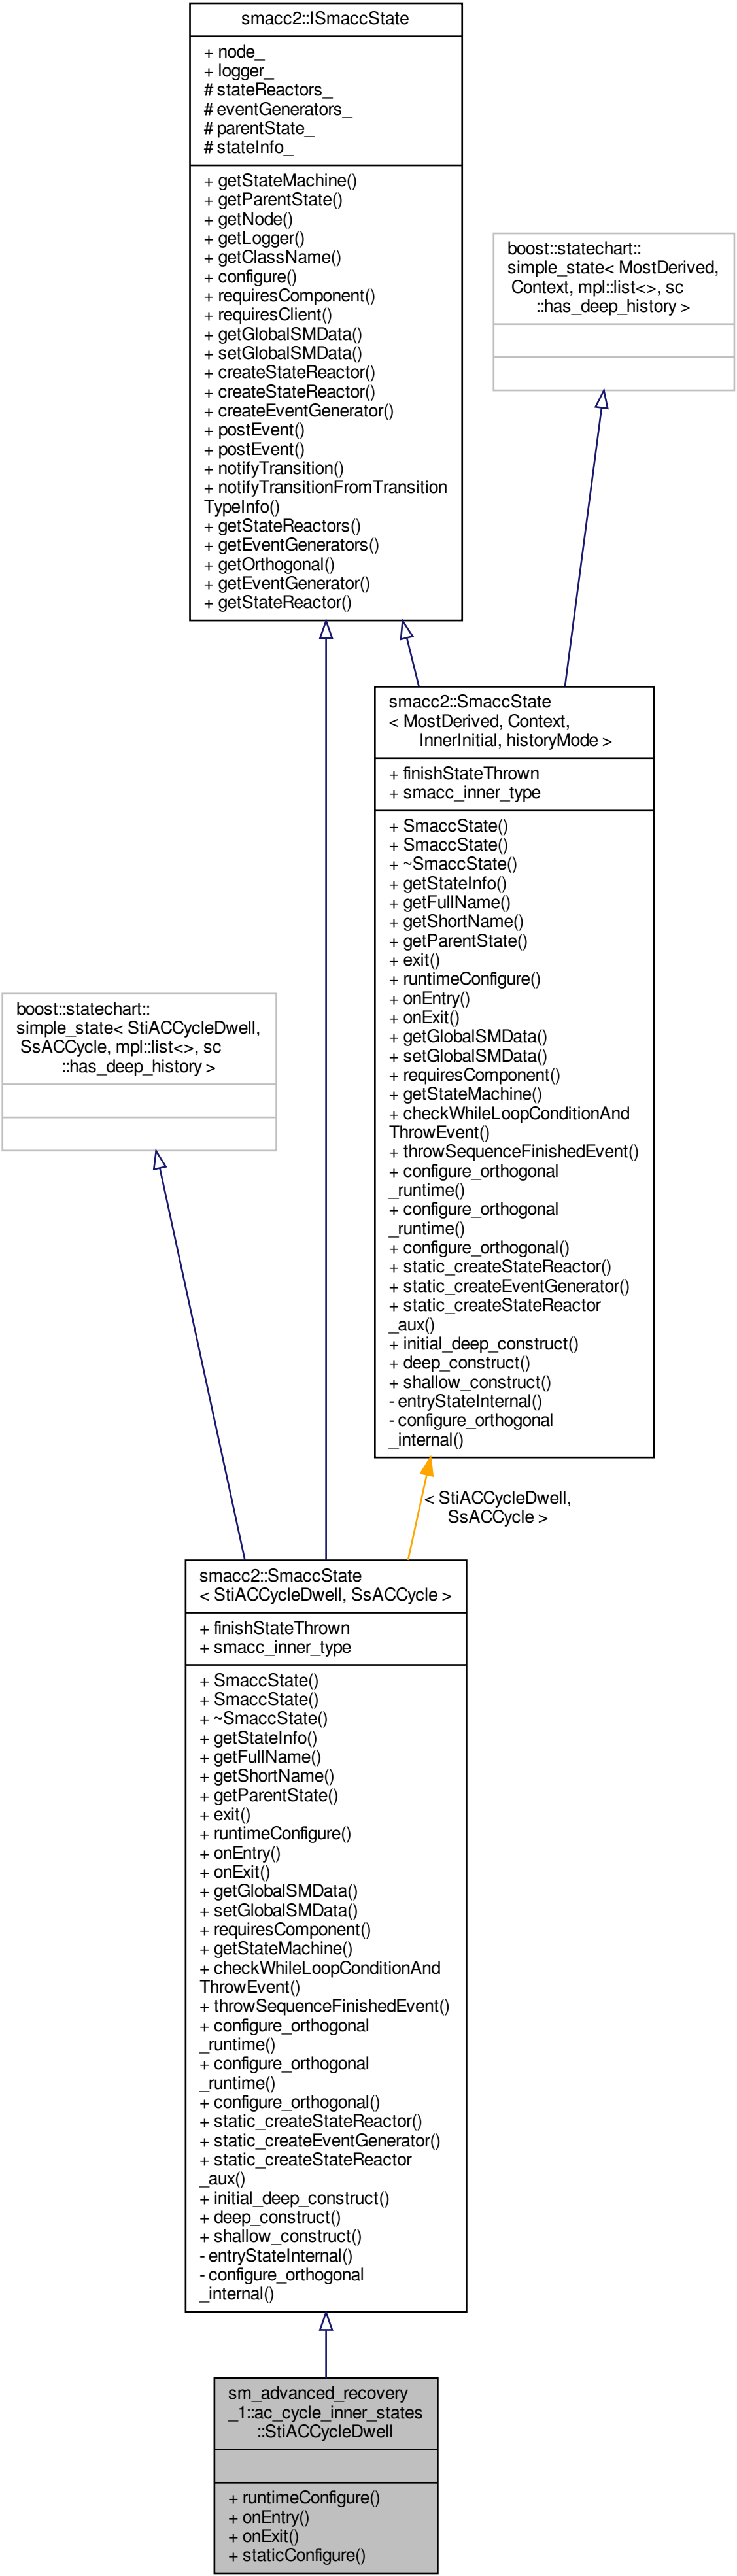 smacc2::ISmaccState
+ node_
+ logger_
# stateReactors_
# eventGenerators_
# parentState_
# stateInfo_
+ getStateMachine()
+ getParentState()
+ getNode()
+ getLogger()
+ getClassName()
+ configure()
+ requiresComponent()
+ requiresClient()
+ getGlobalSMData()
+ setGlobalSMData()
+ createStateReactor()
+ createStateReactor()
+ createEventGenerator()
+ postEvent()
+ postEvent()
+ notifyTransition()
+ notifyTransitionFromTransition
TypeInfo()
+ getStateReactors()
+ getEventGenerators()
+ getOrthogonal()
+ getEventGenerator()
+ getStateReactor()
boost::statechart::
simple_state< MostDerived,
Context, mpl::list<>, sc
::has_deep_history >
smacc2::SmaccState
< MostDerived, Context,
InnerInitial, historyMode >
+ finishStateThrown
+ smacc_inner_type
+ SmaccState()
+ SmaccState()
+ ~SmaccState()
+ getStateInfo()
+ getFullName()
+ getShortName()
+ getParentState()
+ exit()
+ runtimeConfigure()
+ onEntry()
+ onExit()
+ getGlobalSMData()
+ setGlobalSMData()
+ requiresComponent()
+ getStateMachine()
+ checkWhileLoopConditionAnd
ThrowEvent()
+ throwSequenceFinishedEvent()
+ configure_orthogonal
_runtime()
+ configure_orthogonal
_runtime()
+ configure_orthogonal()
+ static_createStateReactor()
+ static_createEventGenerator()
+ static_createStateReactor
_aux()
+ initial_deep_construct()
+ deep_construct()
+ shallow_construct()
- entryStateInternal()
- configure_orthogonal
_internal()
boost::statechart::
simple_state< StiACCycleDwell,
SsACCycle, mpl::list<>, sc
::has_deep_history >
< StiACCycleDwell,
SsACCycle >
smacc2::SmaccState
< StiACCycleDwell, SsACCycle >
+ finishStateThrown
+ smacc_inner_type
+ SmaccState()
+ SmaccState()
+ ~SmaccState()
+ getStateInfo()
+ getFullName()
+ getShortName()
+ getParentState()
+ exit()
+ runtimeConfigure()
+ onEntry()
+ onExit()
+ getGlobalSMData()
+ setGlobalSMData()
+ requiresComponent()
+ getStateMachine()
+ checkWhileLoopConditionAnd
ThrowEvent()
+ throwSequenceFinishedEvent()
+ configure_orthogonal
_runtime()
+ configure_orthogonal
_runtime()
+ configure_orthogonal()
+ static_createStateReactor()
+ static_createEventGenerator()
+ static_createStateReactor
_aux()
+ initial_deep_construct()
+ deep_construct()
+ shallow_construct()
- entryStateInternal()
- configure_orthogonal
_internal()
sm_advanced_recovery
_1::ac_cycle_inner_states
::StiACCycleDwell
+ runtimeConfigure()
+ onEntry()
+ onExit()
+ staticConfigure()